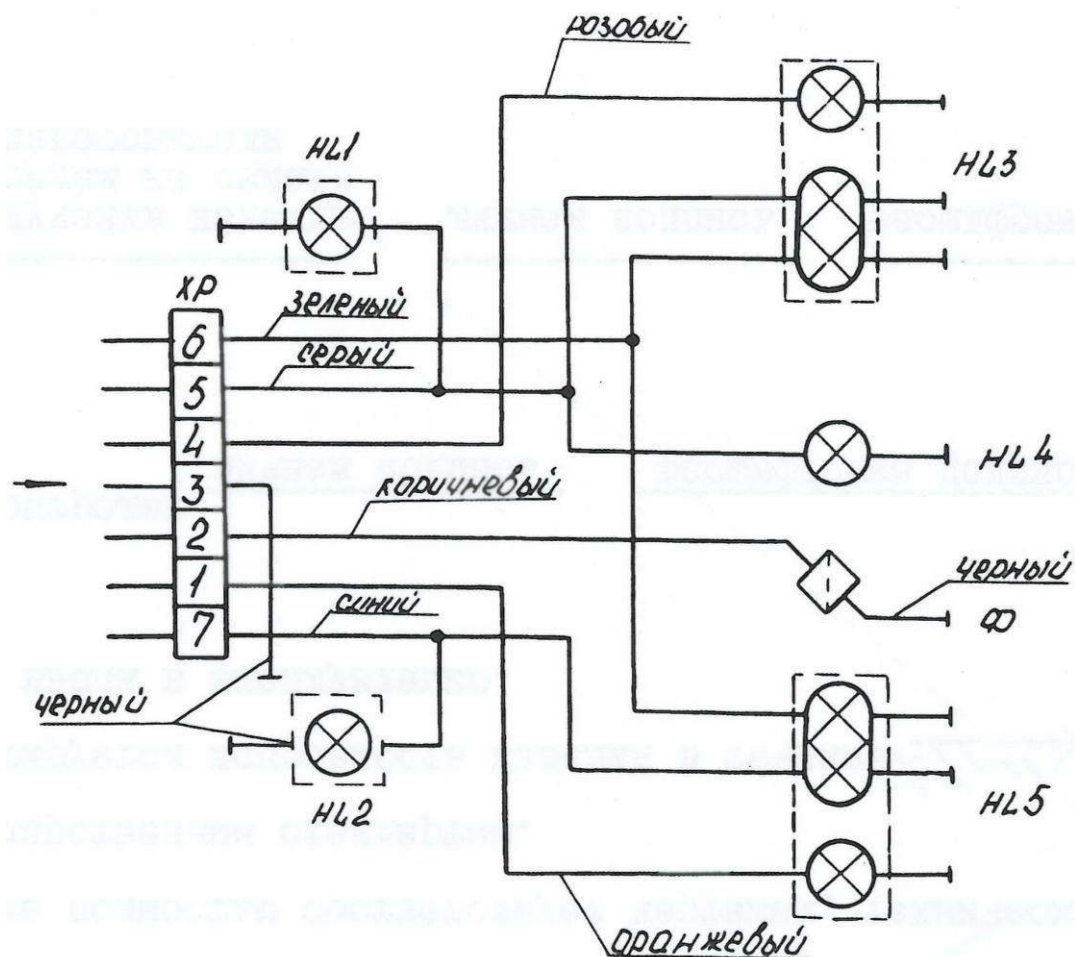 розовый
HL1
HL3
XP
зеленый
6
серый
5
4
HL4
3
коричневый
2
1
черный
синий
Ф
7
черный
HL2
HL5
оранжевый